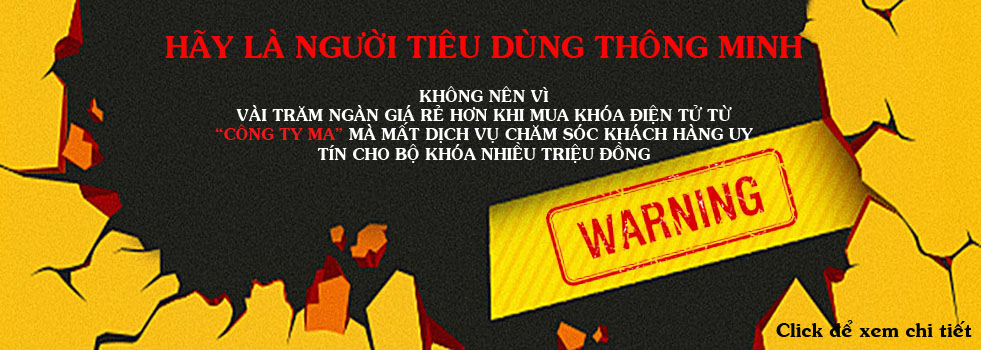 HÃY LÀ NGƯỜI TIÊU DÙNG THÔNG MINH
KHÔNG NÊN VÌ
VÀI TRĂM NGÀN GIÁ RẺ HƠN KHI MUA KHÓA ĐIỆN TỬ TỪ
“CÔNG TY MA” MÀ MẤT DỊCH VỤ CHĂM SÓC KHÁCH HÀNG UY
TÍN CHO BỘ KHÓA NHIỀU TRIỆU ĐỒNG
WARNING
Click để xem chi tiết